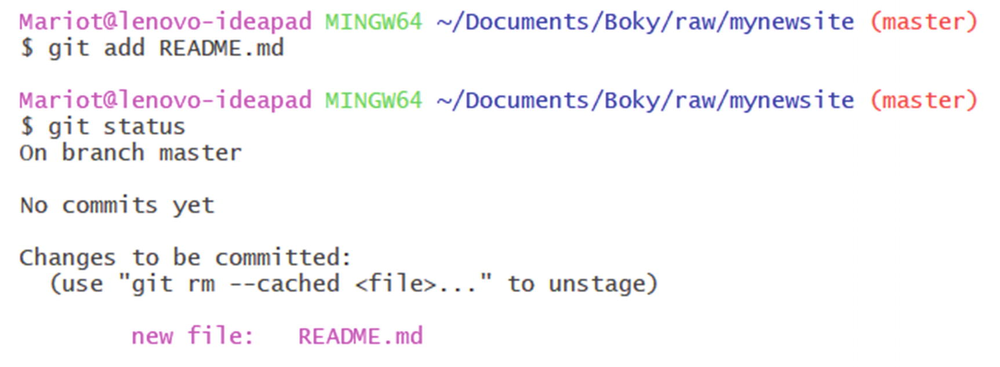 Mariot@lenovo-ideapad MINGW64 ~/Documents/Boky/raw/mynewsite (master)
$ git add README.md
Mariot@lenovo-ideapad MINGW64 ~/Documents/Boky/raw/mynewsite (master)
$ git status
On branch master
No commits yet
Changes to be committed:
(use "git rm --cached <file>..." to unstage)
new file: README.md